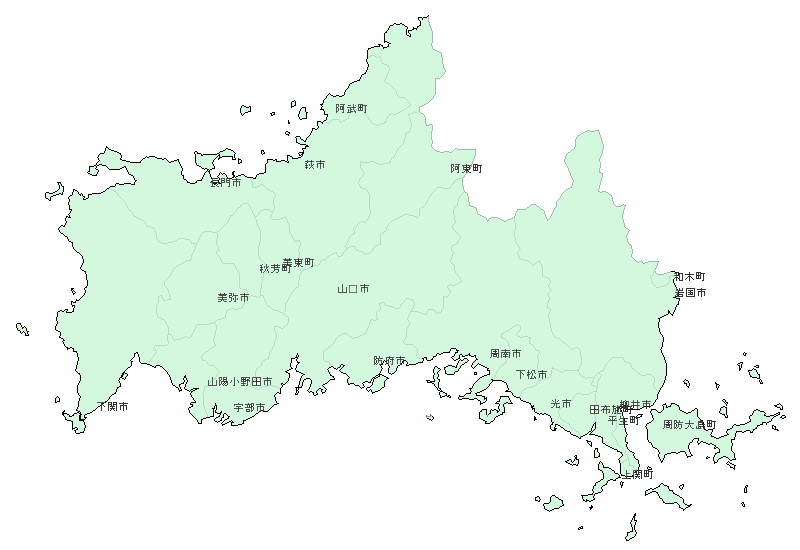 阿武町
萩市
阿東町
長門市
美東町
秋芳町
和木町
山口市
岩国市
美弥市
周南市
防府市
下松市
山陽小野田市
光市
柳井市
下関市
宇部市
田布施町
平生町
周防大島町
上関町